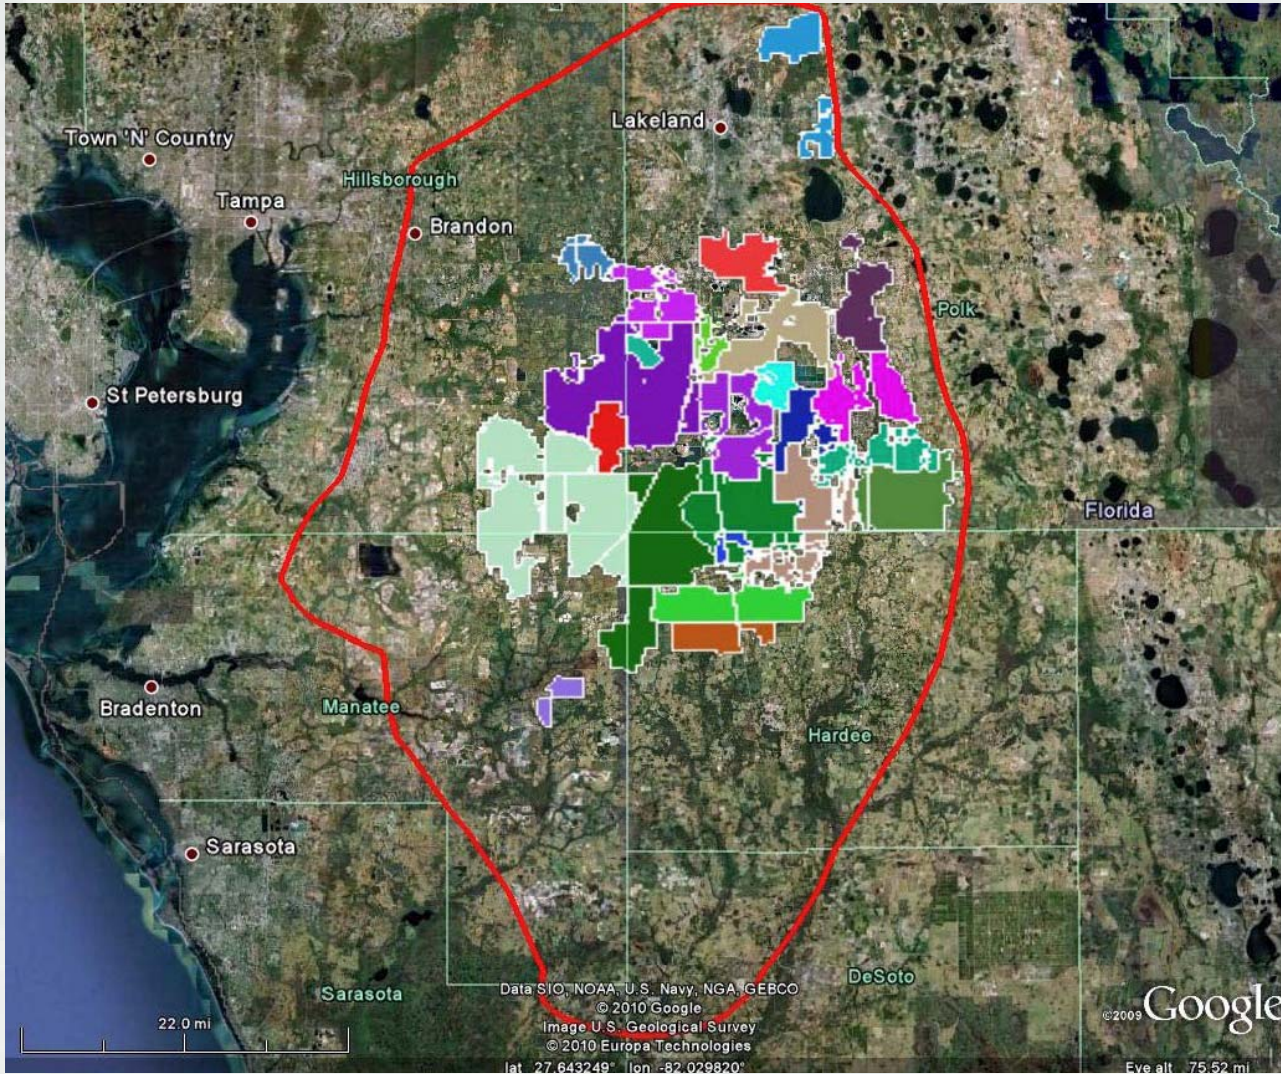 Lakeland
Town 'N' Country
Hillsborough
Tampa
Brandon
Polk
St Petersburg
Florida
Bradenton
Manatee
Hardee
Sarasota
DeSoto
Sarasota
Data SIO, NOAA, U.S. Navy, NGA, GEBCO
© 2010 Google
Image U.S. Geological Survey
© 2010 Europa Technologies
©2009 Google
22.0 mi
lat 27.643249° lon -82.029820°
Eye alt 75.52 mi